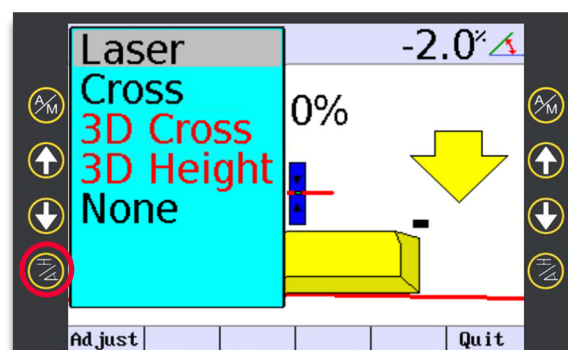 Laser
Cross
3D Cross
3D Height
None
-2.0%
0%
A/M
A/M
Adjust
Quit